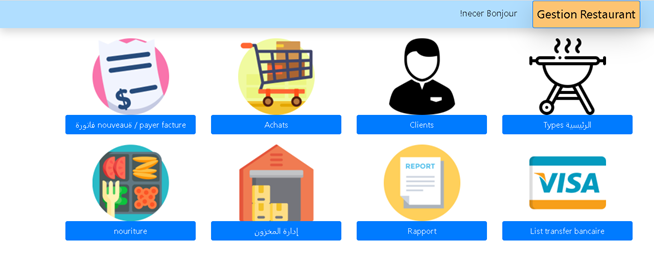 Gestion Restaurant
!necer Bonjour
الرئيسية Types
Clients
Achats
فاتورة nouveauة / payer facture
VISA
REPORT
List transfer bancaire
Rapport
إدارة المخزون
nouriture